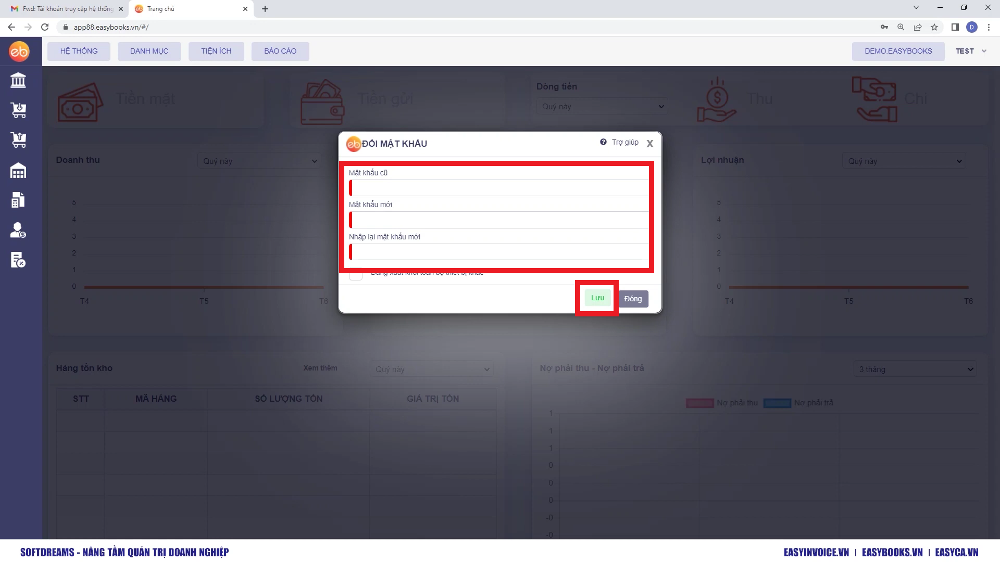 Fwd: Tài khoản truy cập hệ thống
Trang chủ
app88.easybooks.vn/#/
D
eb
HỆ THỐNG
DANH MỤC
TIỆN ÍCH
BÁO CÁO
DEMO.EASYBOOKS
TEST
Tiền mặt
Tiền gửi
Dòng tiền
Quý này
Thu
Chi
Doanh thu
Quý này
Lợi nhuận
Quý này
5
4
3
2
1
0
T4
T5
T6
5
4
3
2
1
0
T4
T5
T6
eb
ĐỔI MẬT KHẨU
Trợ giúp
X
Mật khẩu cũ
Mật khẩu mới
Nhập lại mật khẩu mới
Đăng xuất khỏi toàn bộ thiết bị khác
Lưu
Đóng
Hàng tồn kho
Xem thêm
Quý này
STT
MÃ HÀNG
SỐ LƯỢNG TỒN
GIÁ TRỊ TỒN
Nợ phải thu - Nợ phải trả
3 tháng
Nợ phải thu
Nợ phải trả
1
1
1
0
0
0
-0
-0
SOFTDREAMS - NÂNG TẦM QUẢN TRỊ DOANH NGHIỆP
EASYINVOICE.VN | EASYBOOKS.VN | EASYCA.VN